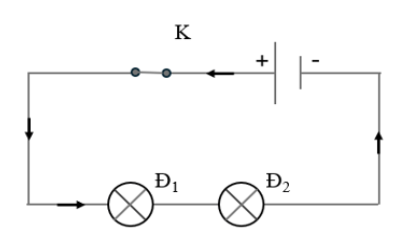 K
+ -
Đ₁ Đ₂